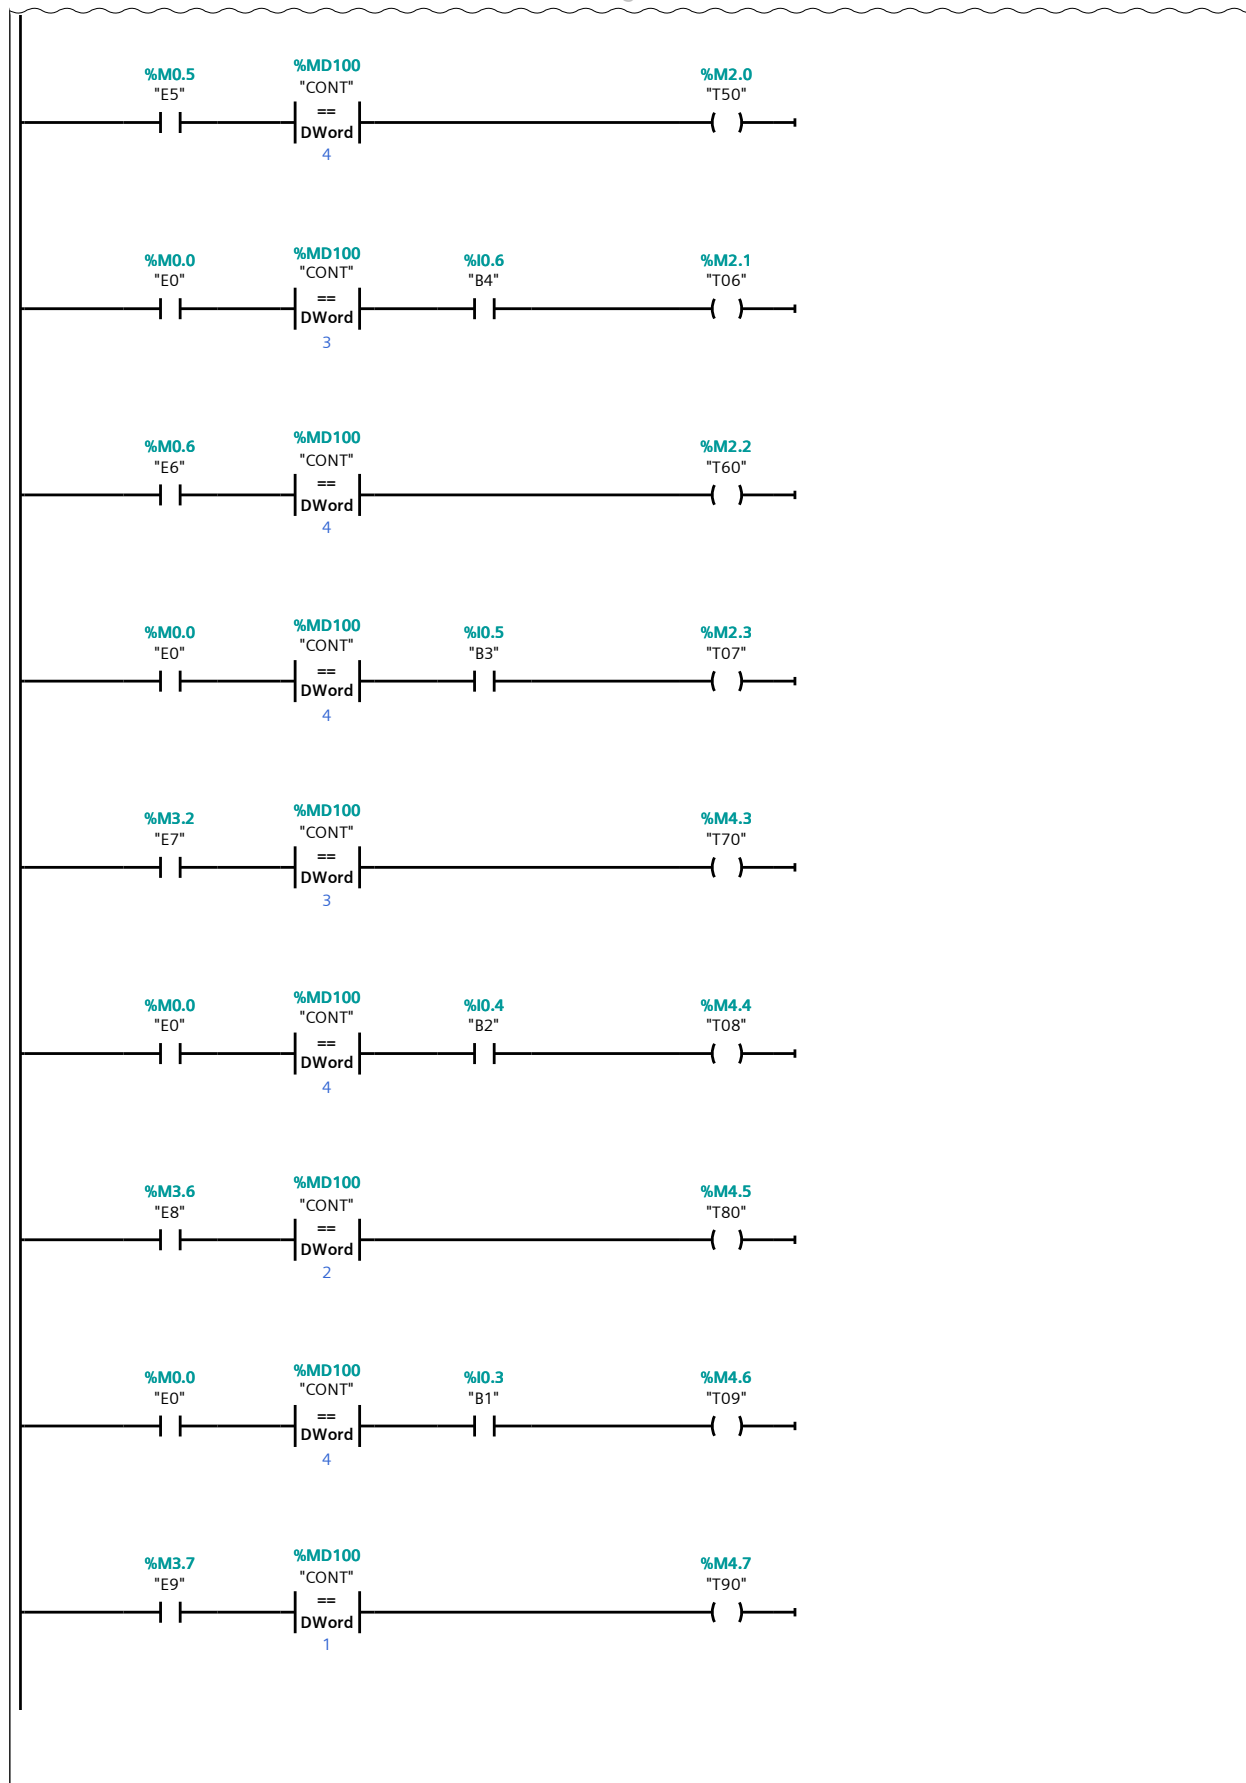 %M0.5 %MD100 %M2.0
"E5" "CONT" "T50"
==
DWord
4
%M0.0 %MD100 %I0.6 %M2.1
"E0" "CONT" "B4" "T06"
==
DWord
3
%M0.6 %MD100 %M2.2
"E6" "CONT" "T60"
==
DWord
4
%M0.0 %MD100 %I0.5 %M2.3
"E0" "CONT" "B3" "T07"
==
DWord
4
%M3.2 %MD100 %M4.3
"E7" "CONT" "T70"
==
DWord
3
%M0.0 %MD100 %I0.4 %M4.4
"E0" "CONT" "B2" "T08"
==
DWord
4
%M3.6 %MD100 %M4.5
"E8" "CONT" "T80"
==
DWord
2
%M0.0 %MD100 %I0.3 %M4.6
"E0" "CONT" "B1" "T09"
==
DWord
4
%M3.7 %MD100 %M4.7
"E9" "CONT" "T90"
==
DWord
1